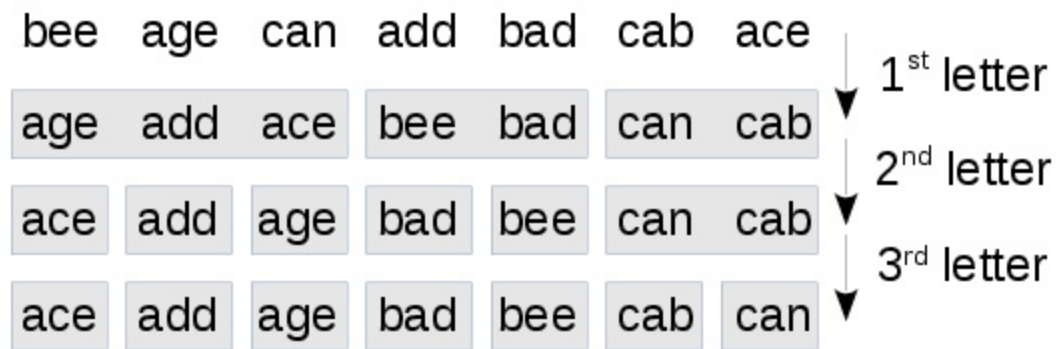 bee age can add bad cab ace
1st letter
age add ace bee bad can cab
2nd letter
ace add age bad bee can cab
3rd letter
ace add age bad bee cab can